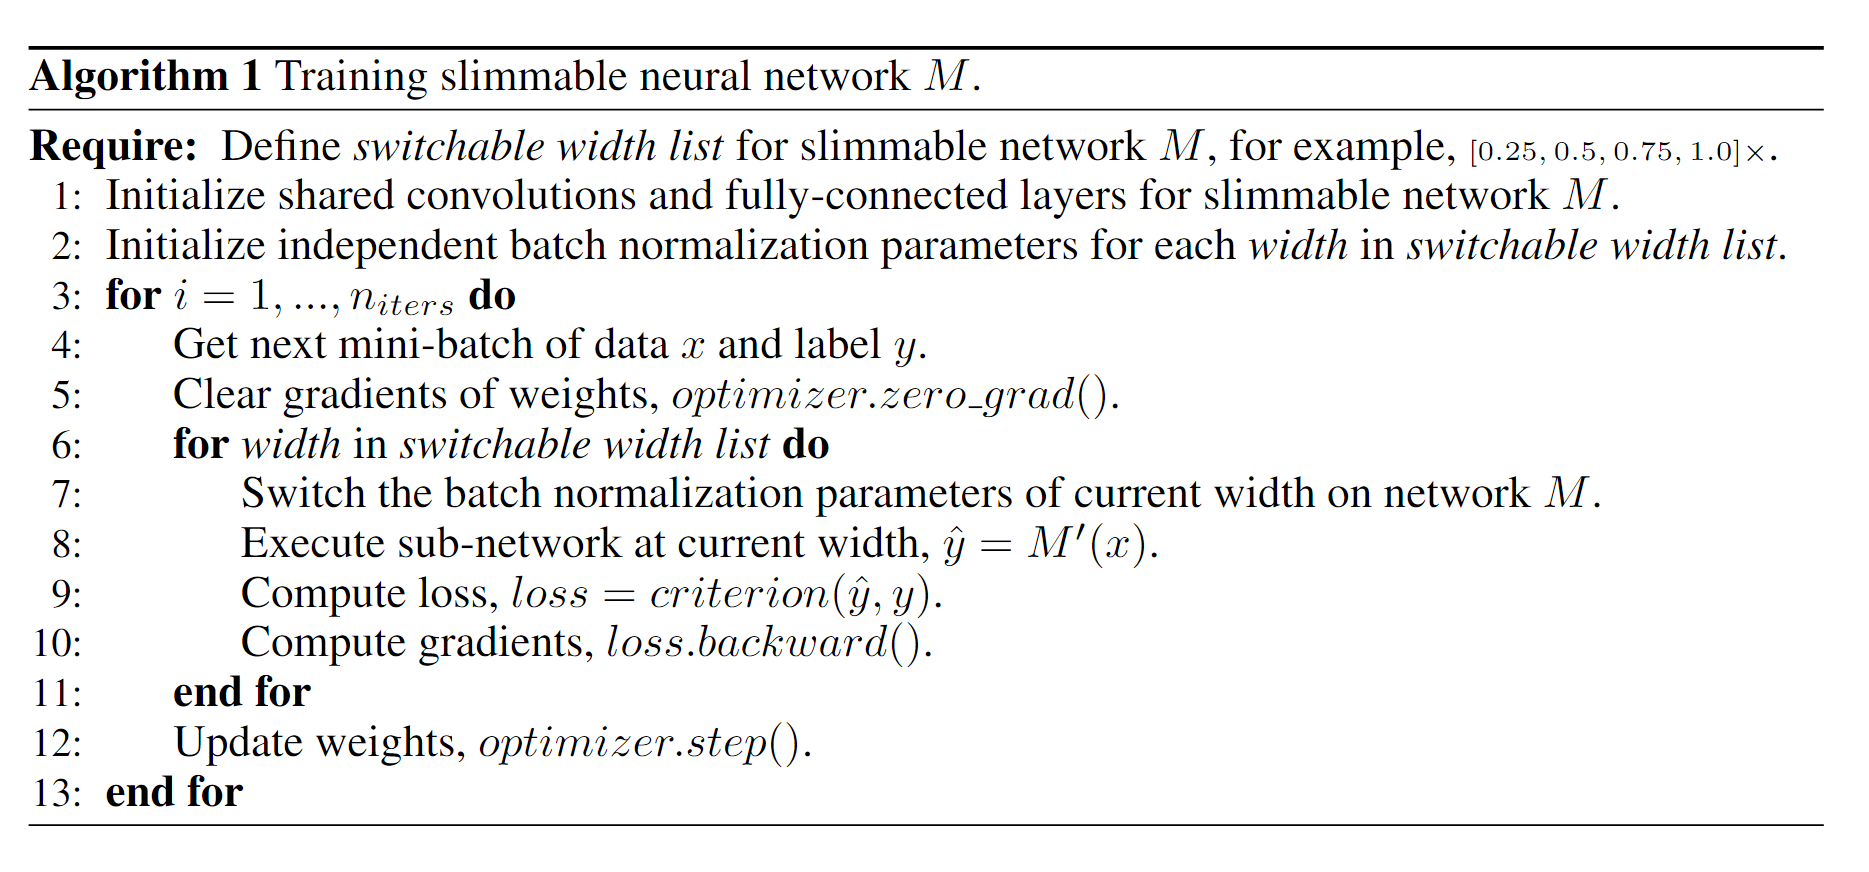 Algorithm 1 Training slimmable neural network M.
Require: Define switchable width list for slimmable network M, for example, [0.25, 0.5, 0.75, 1.0]×.
1: Initialize shared convolutions and fully-connected layers for slimmable network M.
2: Initialize independent batch normalization parameters for each width in switchable width list.
3: for i = 1, ..., n_{iters} do
4: Get next mini-batch of data x and label y.
5: Clear gradients of weights, optimizer.zero_grad().
6: for width in switchable width list do
7: Switch the batch normalization parameters of current width on network M.
8: Execute sub-network at current width, ŷ = M′(x).
9: Compute loss, loss = criterion(ŷ, y).
10: Compute gradients, loss.backward().
11: end for
12: Update weights, optimizer.step().
13: end for